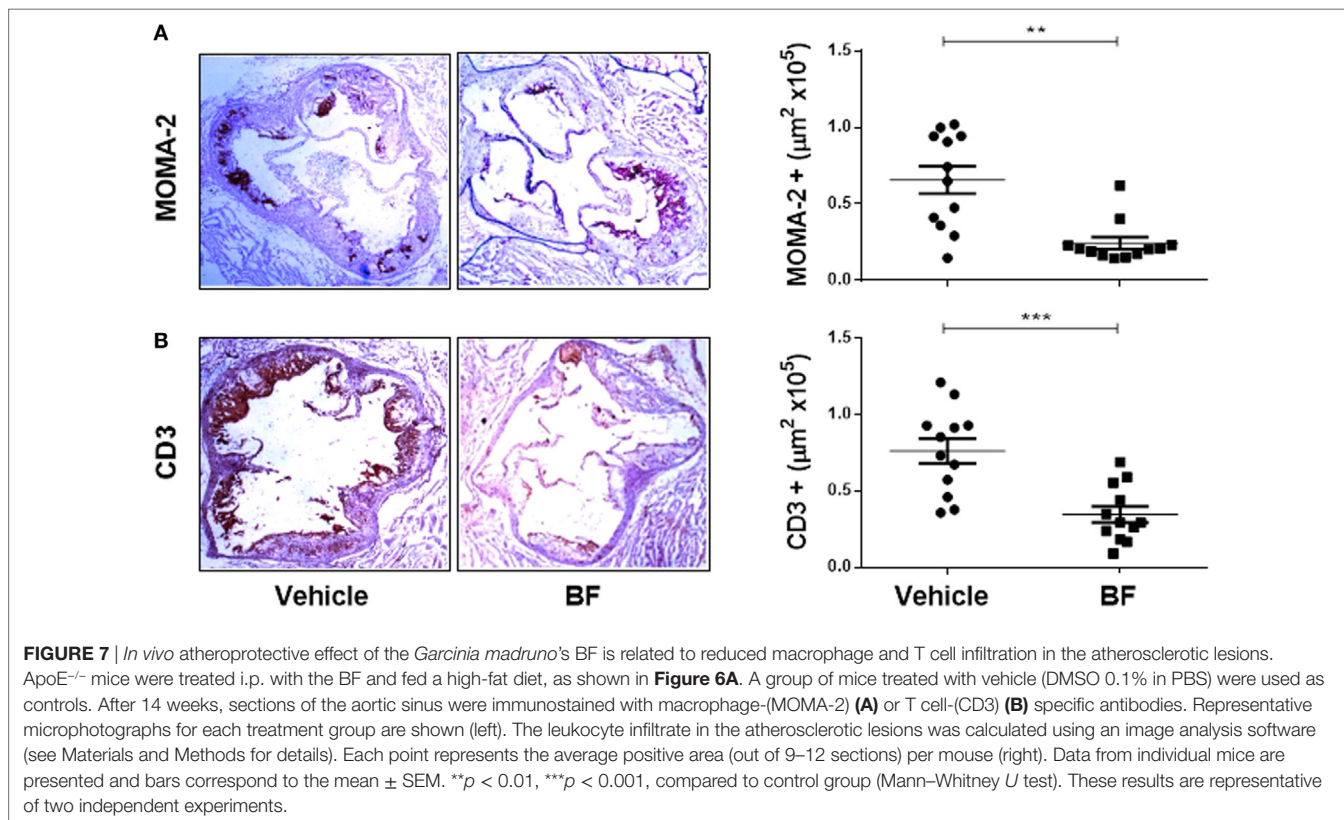 A
MOMA-2
**
MOMA-2 + (µm² x10⁵)
1.5
1.0
0.5
0.0
B
CD3
***
CD3 + (µm² x10⁵)
1.5
1.0
0.5
0.0
Vehicle
BF
Vehicle
BF
FIGURE 7 | In vivo atheroprotective effect of the Garcinia madruno's BF is related to reduced macrophage and T cell infiltration in the atherosclerotic lesions.
ApoE⁻/⁻ mice were treated i.p. with the BF and fed a high-fat diet, as shown in Figure 6A. A group of mice treated with vehicle (DMSO 0.1% in PBS) were used as
controls. After 14 weeks, sections of the aortic sinus were immunostained with macrophage-(MOMA-2) (A) or T cell-(CD3) (B) specific antibodies. Representative
microphotographs for each treatment group are shown (left). The leukocyte infiltrate in the atherosclerotic lesions was calculated using an image analysis software
(see Materials and Methods for details). Each point represents the average positive area (out of 9–12 sections) per mouse (right). Data from individual mice are
presented and bars correspond to the mean ± SEM. **p < 0.01, ***p < 0.001, compared to control group (Mann–Whitney U test). These results are representative
of two independent experiments.